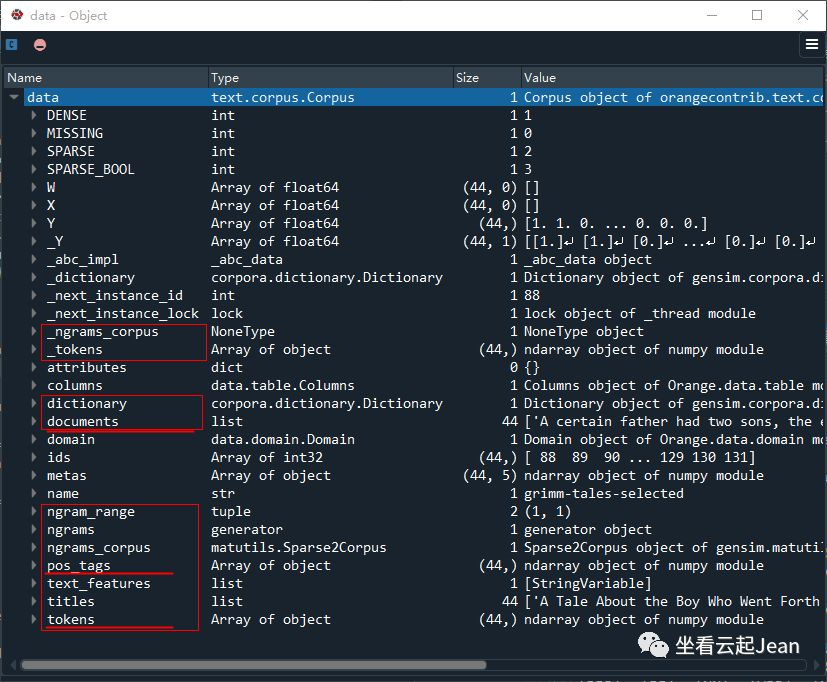 data - Object
Name Type Size Value
data text.corpus.Corpus 1 Corpus object of orangecontrib.text.co
DENSE int 1 1
MISSING int 1 0
SPARSE int 1 2
SPARSE_BOOL int 1 3
W Array of float64 (44, 0) []
X Array of float64 (44, 0) []
Y Array of float64 (44,) [1. 1. 0. ... 0. 0. 0.]
_Y Array of float64 (44, 1) [[1.]↵ [1.]↵ [0.]↵ ...↵ [0.]↵ [0.]↵
_abc_impl _abc_data 1 _abc_data object
_dictionary corpora.dictionary.Dictionary 1 Dictionary object of gensim.corpora.di
_next_instance_id int 1 88
_next_instance_lock lock 1 lock object of _thread module
_ngrams_corpus NoneType 1 NoneType object
_tokens Array of object (44,) ndarray object of numpy module
attributes dict 0 {}
columns data.table.Columns 1 Columns object of Orange.data.table mo
dictionary corpora.dictionary.Dictionary 1 Dictionary object of gensim.corpora.di
documents list 44 ['A certain father had two sons, the e
domain data.domain.Domain 1 Domain object of Orange.data.domain mo
ids Array of int32 (44,) [ 88 89 90 ... 129 130 131]
metas Array of object (44, 5) ndarray object of numpy module
name str 1 grimm-tales-selected
ngram_range tuple 2 (1, 1)
ngrams generator 1 generator object
ngrams_corpus matutils.Sparse2Corpus 1 Sparse2Corpus object of gensim.matutil
pos_tags Array of object (44,) ndarray object of numpy module
text_features list 1 [StringVariable]
titles list 44 ['A Tale About the Boy Who Went Forth
tokens Array of object (44,) ndarray object of numpy module
坐看云起Jean